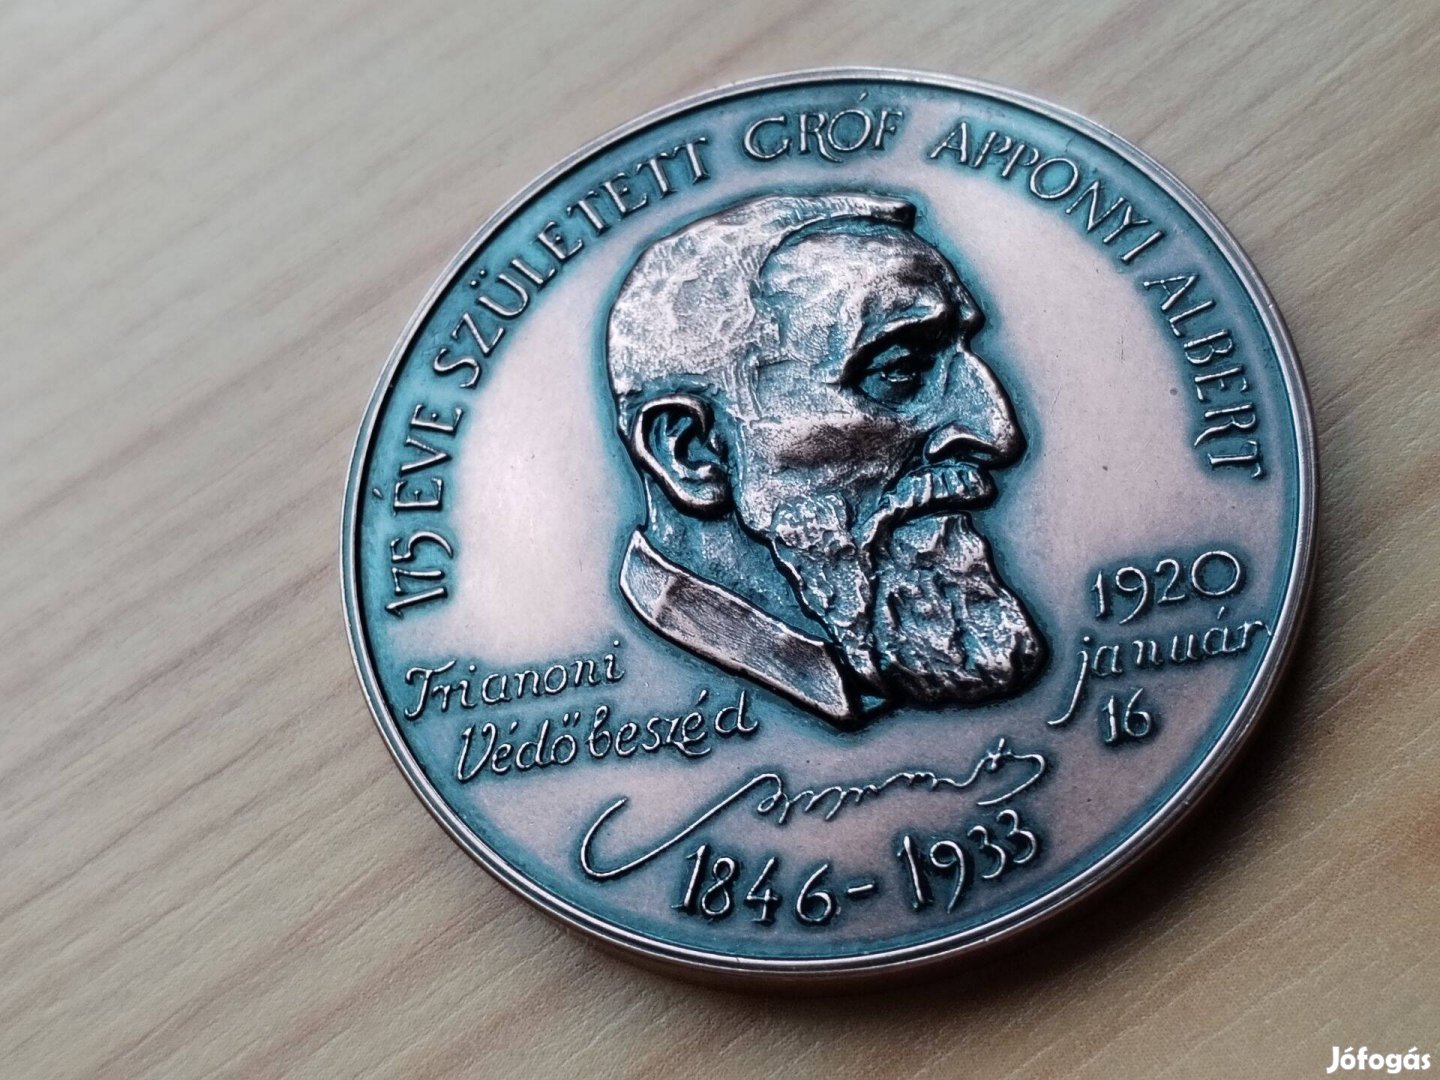 175 ÉVE SZÜLETETT GRÓF APPONYI ALBERT
Trianoni
Védőbeszéd
1920
január
16
1846-1933
Jófogás